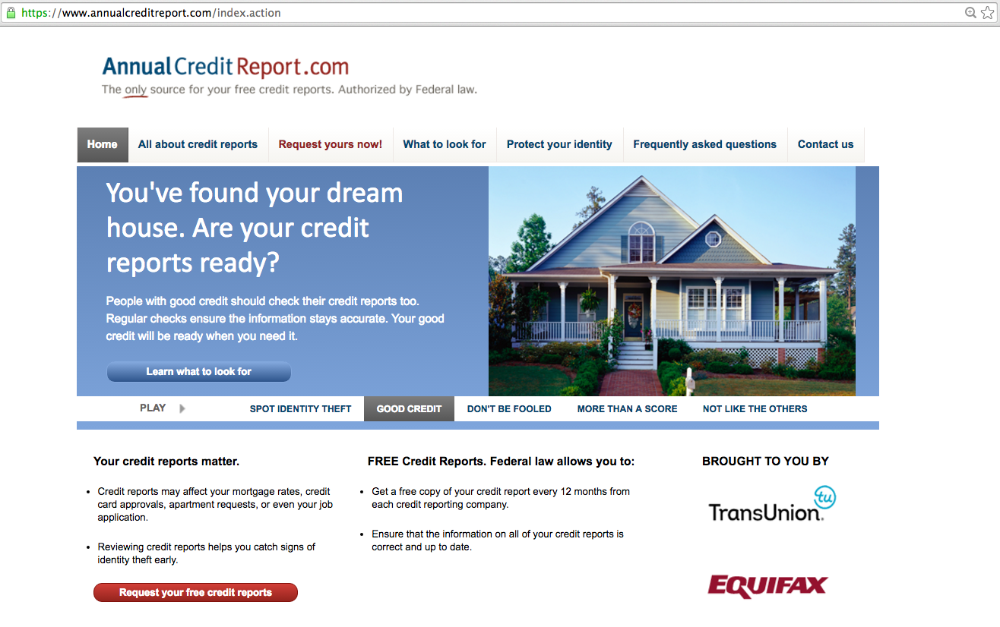 https://www.annualcreditreport.com/index.action
AnnualCreditReport.com
The only source for your free credit reports. Authorized by Federal law.
Home
All about credit reports
Request yours now!
What to look for
Protect your identity
Frequently asked questions
Contact us
You've found your dream
house. Are your credit
reports ready?
People with good credit should check their credit reports too.
Regular checks ensure the information stays accurate. Your good
credit will be ready when you need it.
Learn what to look for
PLAY
SPOT IDENTITY THEFT
GOOD CREDIT
DON'T BE FOOLED
MORE THAN A SCORE
NOT LIKE THE OTHERS
Your credit reports matter.
Credit reports may affect your mortgage rates, credit
card approvals, apartment requests, or even your job
application.
Reviewing credit reports helps you catch signs of
identity theft early.
Request your free credit reports
FREE Credit Reports. Federal law allows you to:
Get a free copy of your credit report every 12 months from
each credit reporting company.
Ensure that the information on all of your credit reports is
correct and up to date.
BROUGHT TO YOU BY
tu
TransUnion.
EQUIFAX